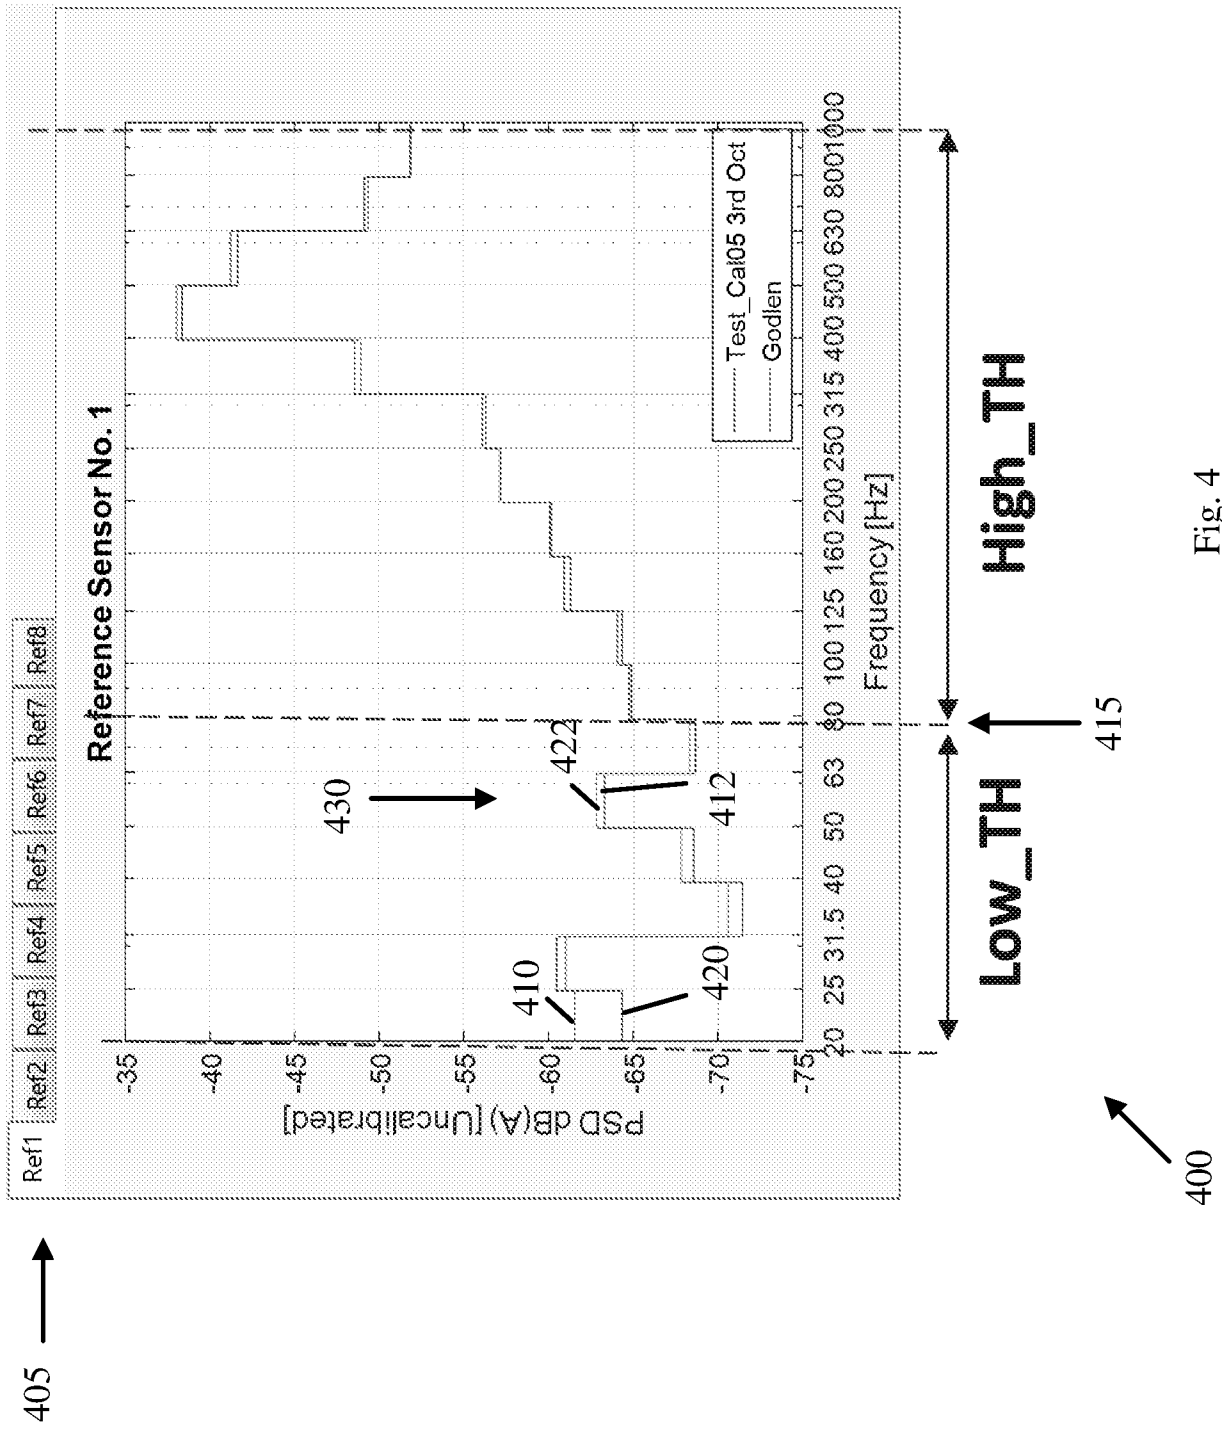 405
Ref1 Ref2 Ref3 Ref4 Ref5 Ref6 Ref7 Ref8
Reference Sensor No. 1
PSD dB(A) [Uncalibrated]
-35
-40
-45
-50
-55
-60
-65
-70
-75
430
410
422
420
412
Test_Cal05 3rd Oct
Godlen
20 25 31.5 40 50 63 80 100 125 160 200 250 315 400 500 630 800 1000
Frequency [Hz]
Low_TH
High_TH
415
400
Fig. 4